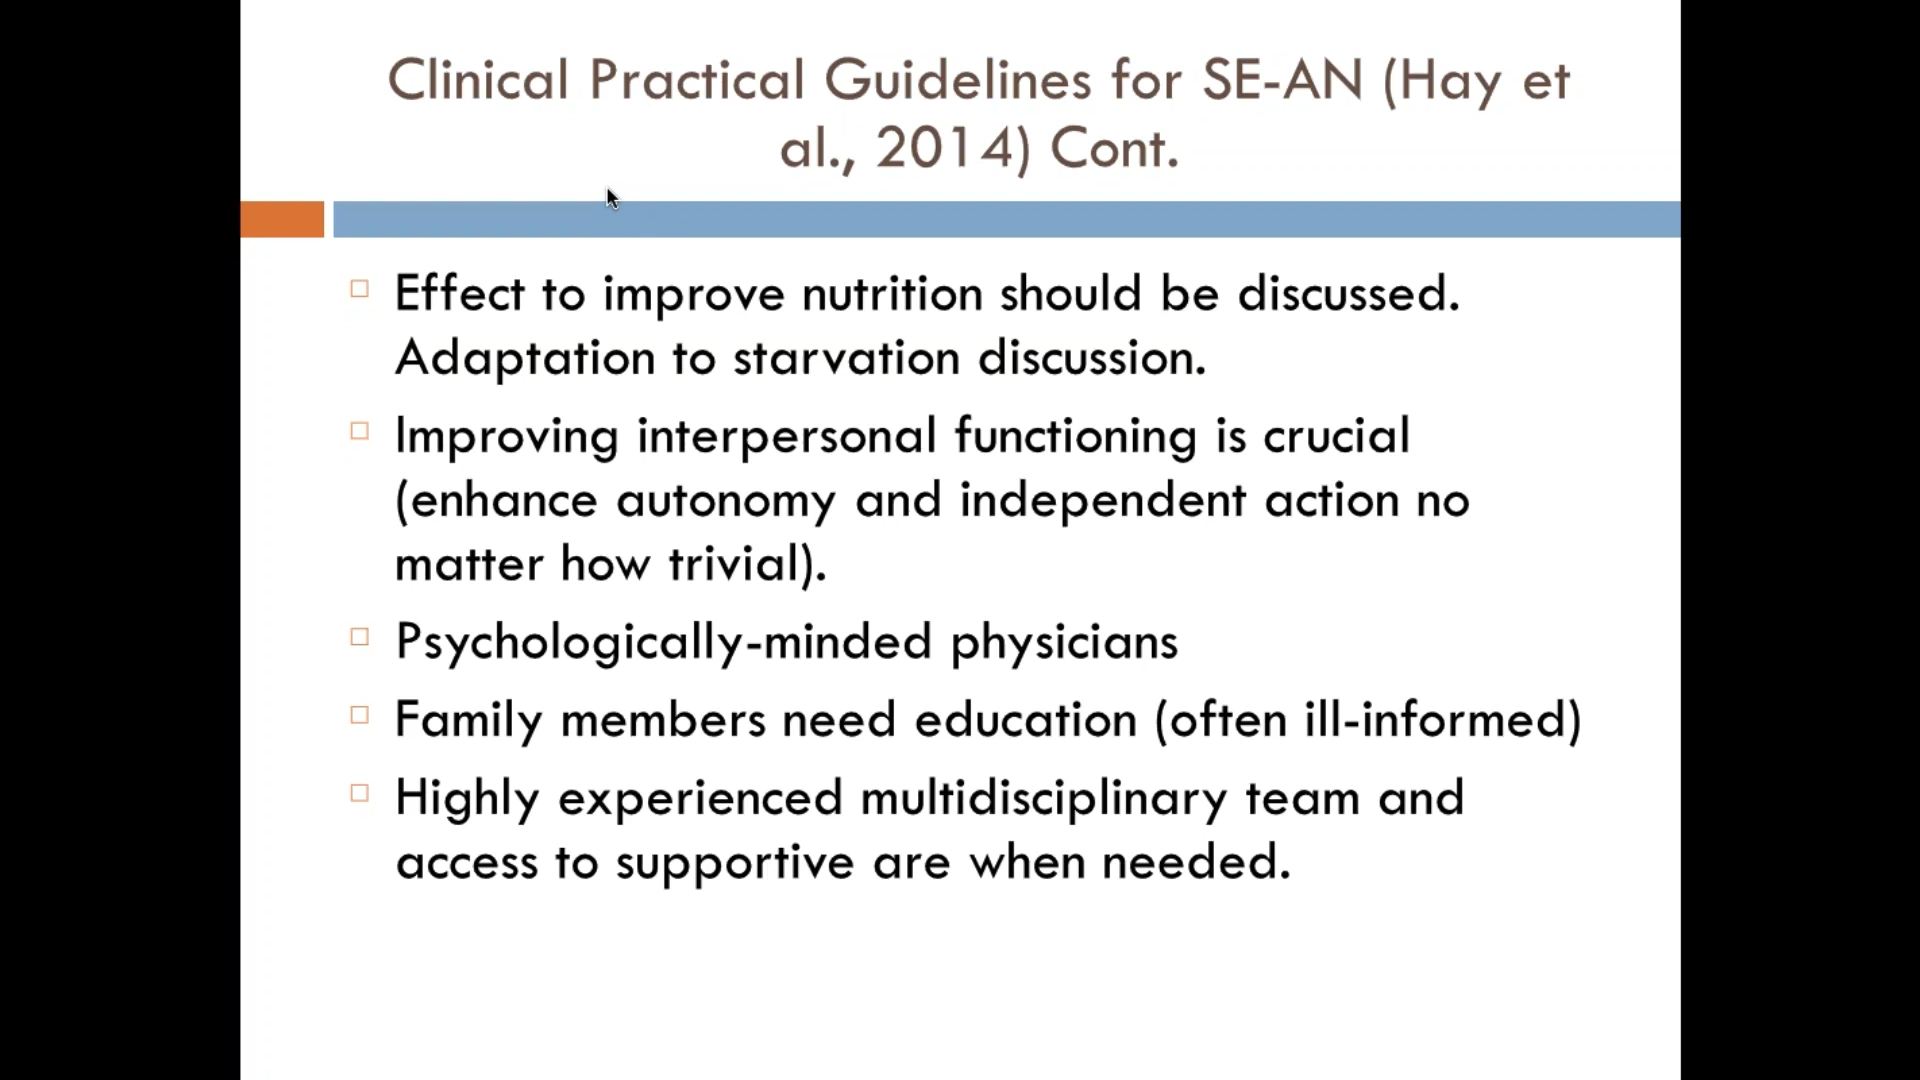 Clinical Practical Guidelines for SE-AN (Hay et
al., 2014) Cont.
Effect to improve nutrition should be discussed.
Adaptation to starvation discussion.
Improving interpersonal functioning is crucial
(enhance autonomy and independent action no
matter how trivial).
Psychologically-minded physicians
Family members need education (often ill-informed)
Highly experienced multidisciplinary team and
access to supportive are when needed.